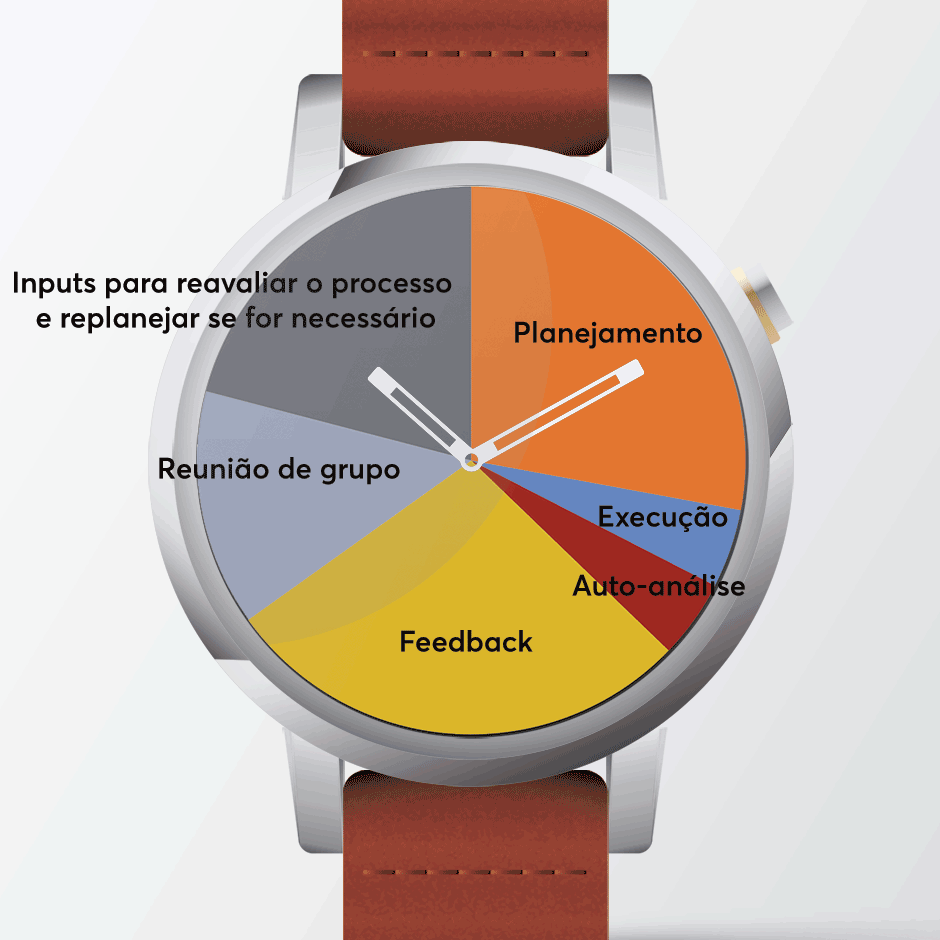 Inputs para reavaliar o processo
e replanejar se for necessário
Planejamento
Reunião de grupo
Execução
Auto-análise
Feedback